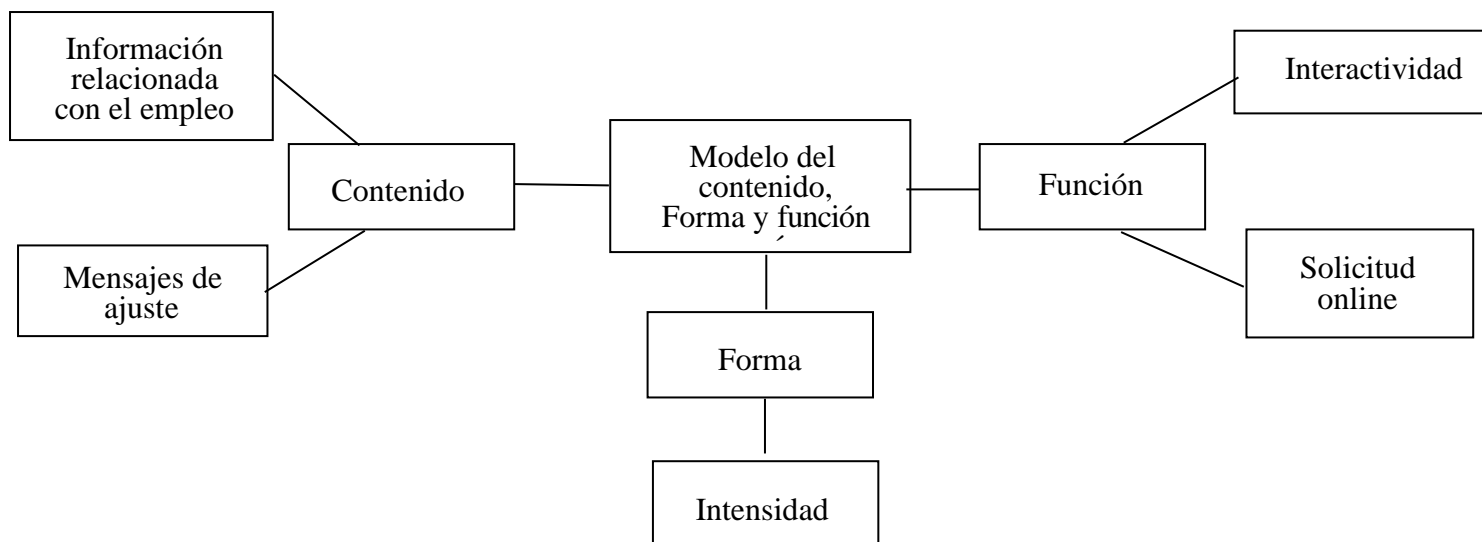 Información
relacionada
con el empleo
Interactividad
Modelo del
contenido,
Forma y función
Contenido
Función
Mensajes de
ajuste
Solicitud
online
Forma
Intensidad